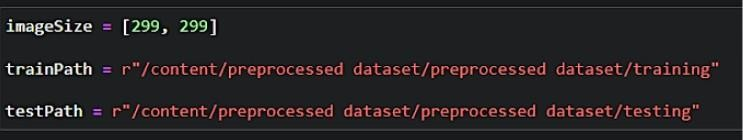 imageSize = [299, 299]
trainPath = r"/content/preprocessed dataset/preprocessed dataset/training"
testPath = r"/content/preprocessed dataset/preprocessed dataset/testing"